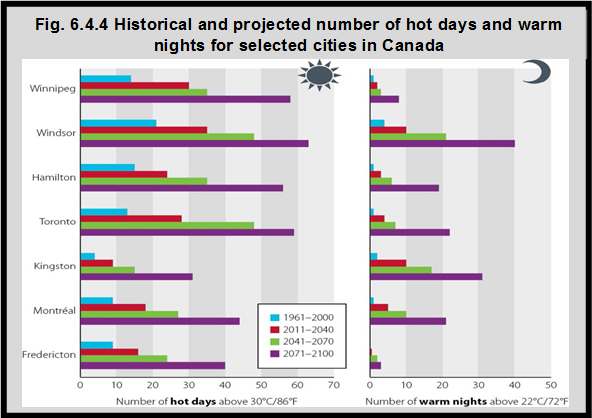 Fig. 6.4.4 Historical and projected number of hot days and warm
nights for selected cities in Canada
Winnipeg
Windsor
Hamilton
Toronto
Kingston
Montréal
Fredericton
1961–2000
2011–2040
2041–2070
2071–2100
0 10 20 30 40 50 60 70
Number of hot days above 30°C/86°F
0 10 20 30 40 50
Number of warm nights above 22°C/72°F